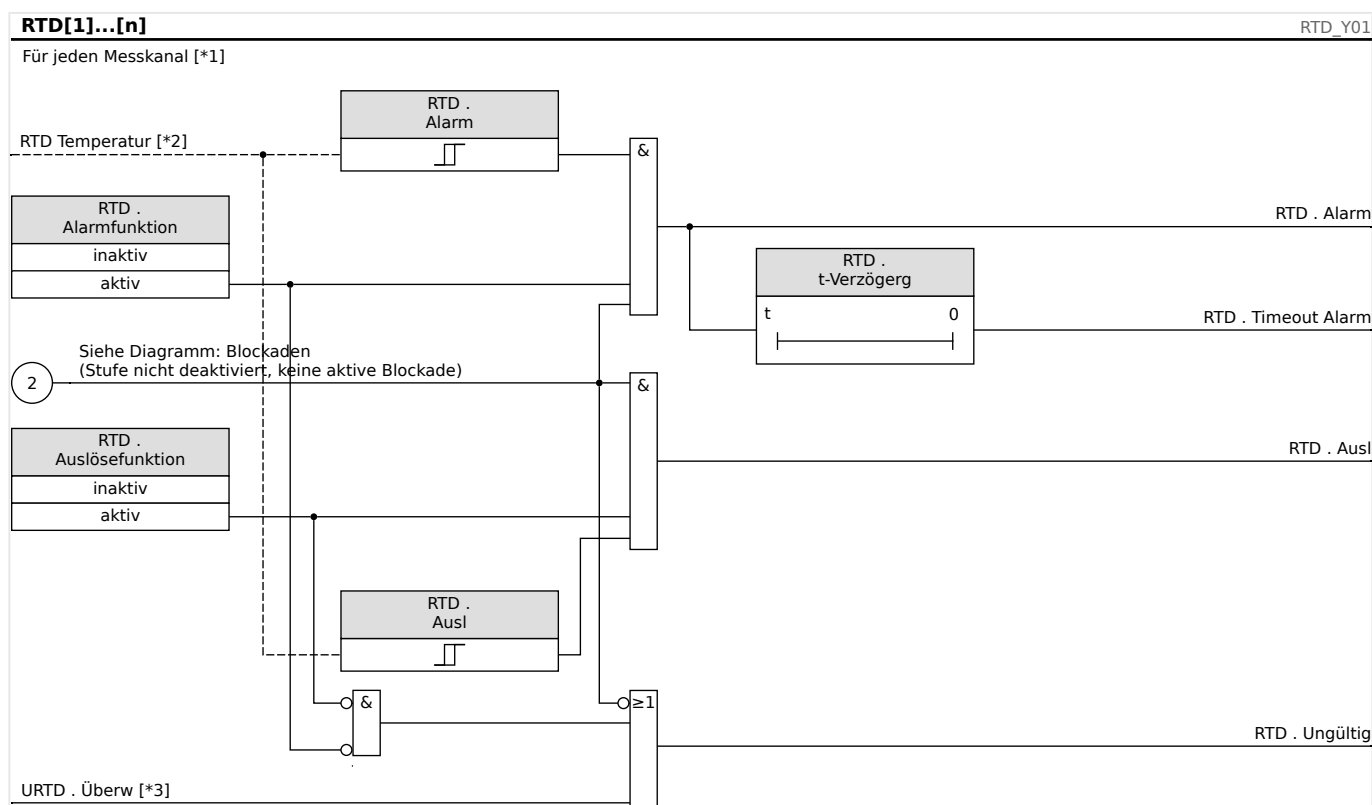 RTD[1]...[n]
RTD_Y01
Für jeden Messkanal [*1]
RTD .
Alarm
RTD Temperatur [*2]
&
RTD .
Alarmfunktion
inaktiv
aktiv
RTD . Alarm
RTD .
t-Verzögerg
t 0
RTD . Timeout Alarm
Siehe Diagramm: Blockaden
(Stufe nicht deaktiviert, keine aktive Blockade)
2
&
RTD .
Auslösefunktion
inaktiv
aktiv
RTD . Ausl
RTD .
Ausl
&
≥1
RTD . Ungültig
URTD . Überw [*3]